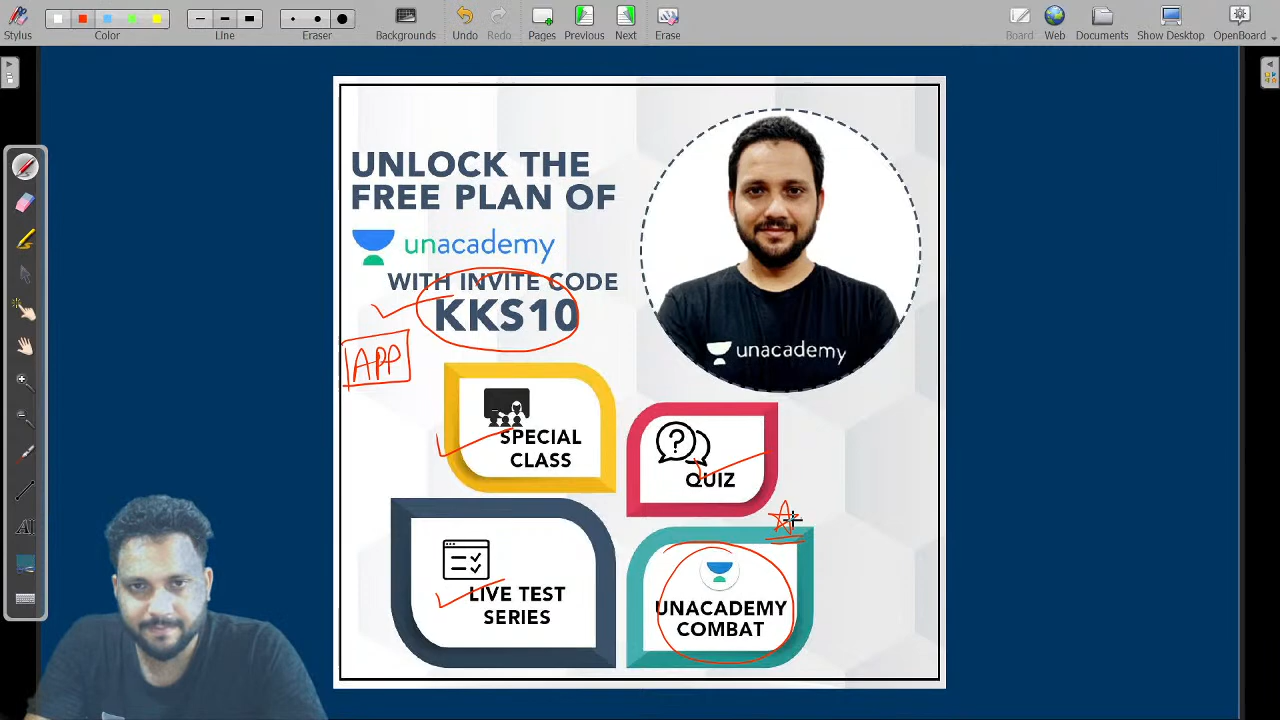 Stylus
Color
Line
Eraser
Backgrounds
Undo
Redo
Pages
Previous
Next
Erase
Board
Web
Documents
Show Desktop
OpenBoard
UNLOCK THE
FREE PLAN OF
unacademy
WITH INVITE CODE
KKS10
APP
unacademy
SPECIAL
CLASS
QUIZ
LIVE TEST
SERIES
UNACADEMY
COMBAT
AI